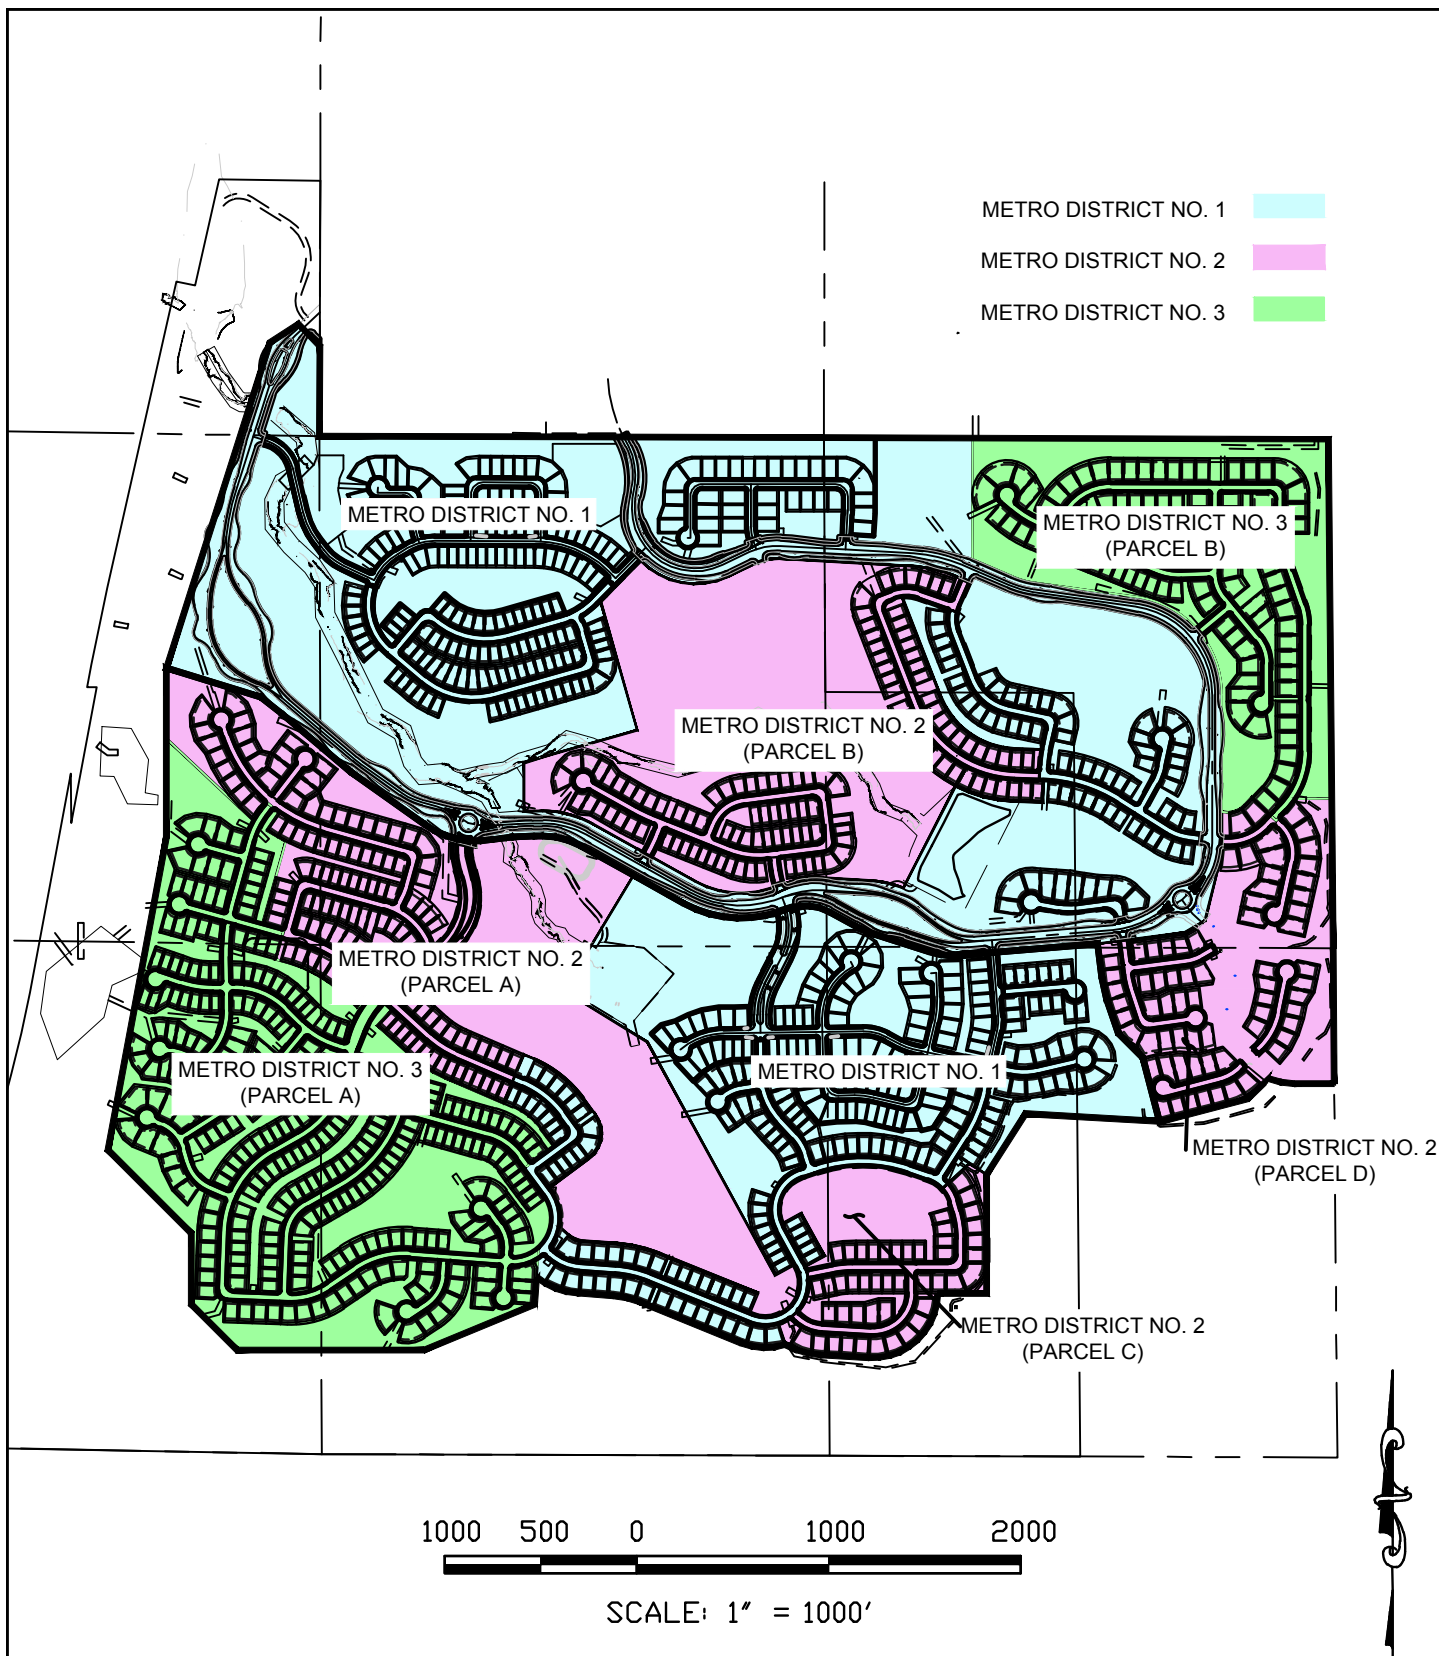 METRO DISTRICT NO. 1
METRO DISTRICT NO. 2
METRO DISTRICT NO. 3
METRO DISTRICT NO. 1
METRO DISTRICT NO. 3
(PARCEL B)
METRO DISTRICT NO. 2
(PARCEL B)
METRO DISTRICT NO. 2
(PARCEL A)
METRO DISTRICT NO. 3
(PARCEL A)
METRO DISTRICT NO. 1
METRO DISTRICT NO. 2
(PARCEL D)
METRO DISTRICT NO. 2
(PARCEL C)
1000 500 0 1000 2000
SCALE: 1" = 1000'